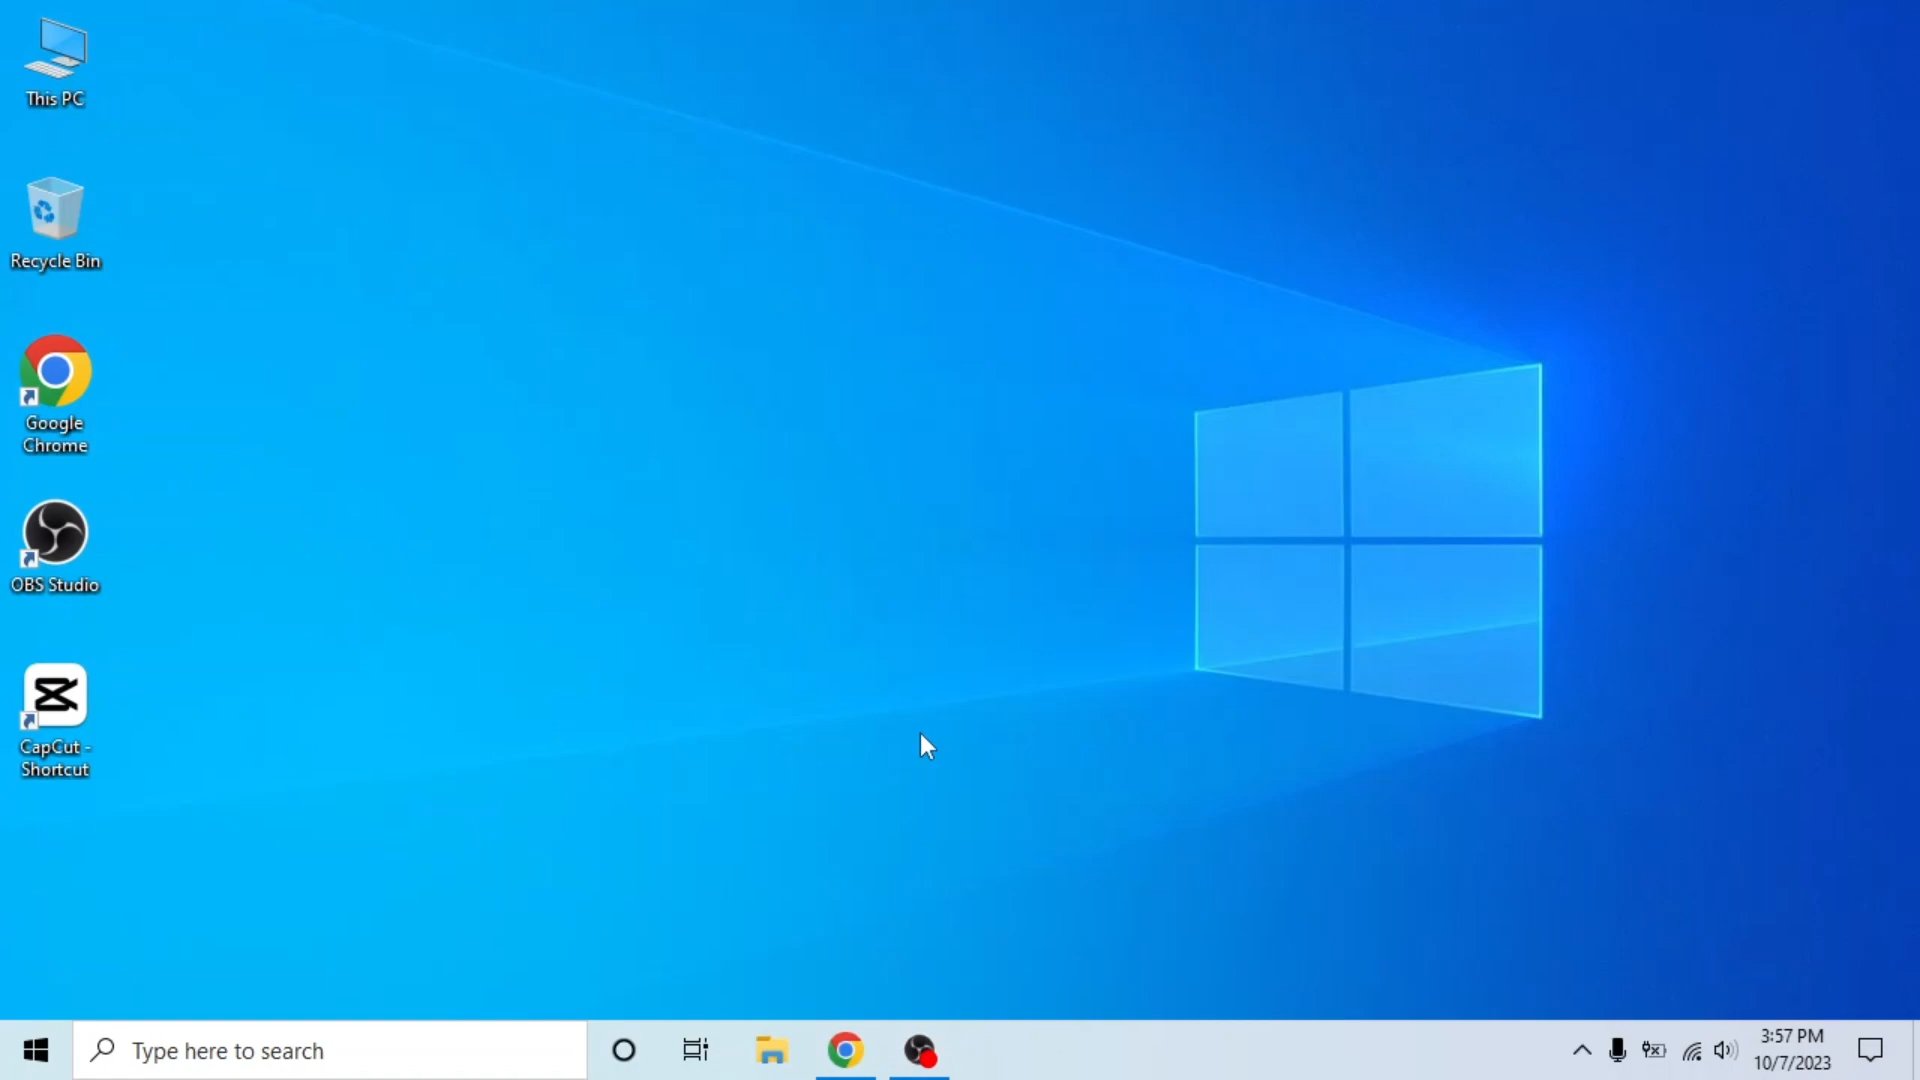 This PC
Recycle Bin
Google
Chrome
OBS Studio
CapCut -
Shortcut
Type here to search
3:57 PM
10/7/2023